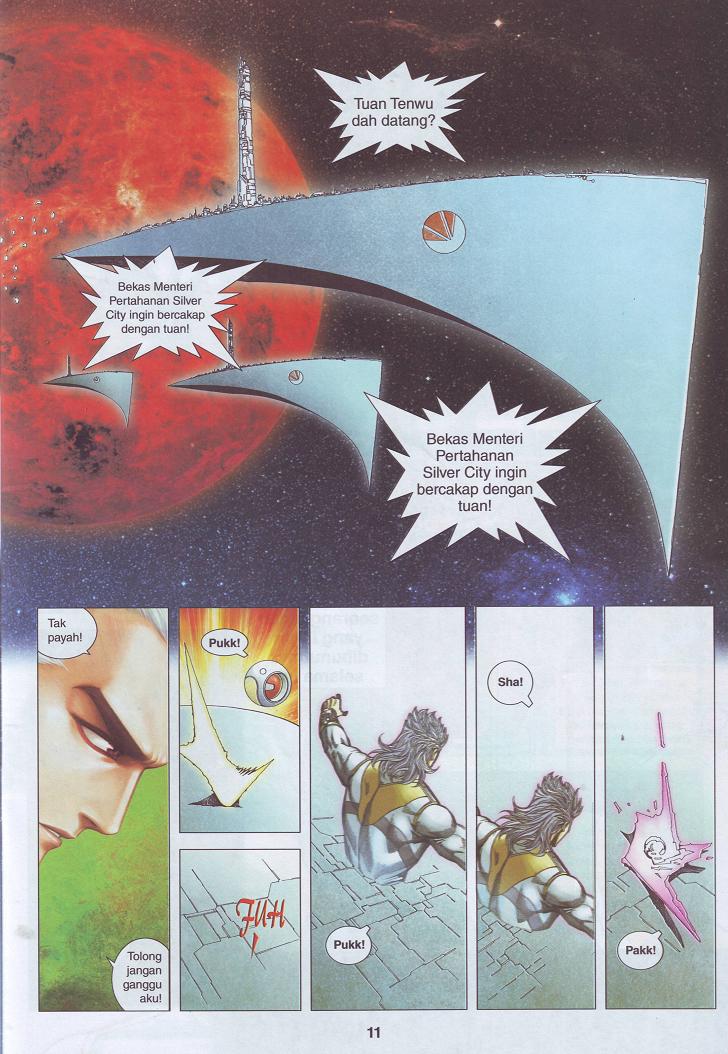 Tuan Tenwu
dah datang?
Bekas Menteri
Pertahanan Silver
City ingin bercakap
dengan tuan!
Bekas Menteri
Pertahanan
Silver City ingin
bercakap dengan
tuan!
Tak
payah!
Tolong
jangan
ganggu
aku!
Pukk!
FUH
!
Pukk!
Sha!
Pakk!
11